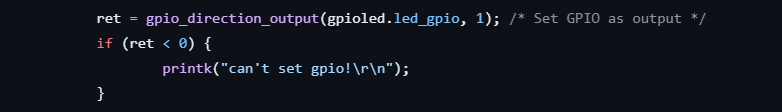 ret = gpio_direction_output(gpioled.led_gpio, 1); /* Set GPIO as output */
if (ret < 0) {
printk("can't set gpio!\r\n");
}